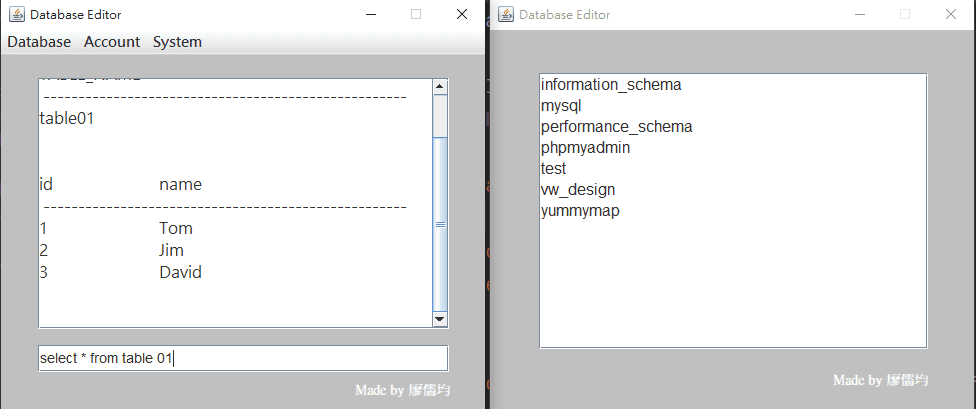 Database Editor
Database Account System
TABLE_NAME
--------------------------------------------------
table01
id name
--------------------------------------------------
1 Tom
2 Jim
3 David
select * from table 01
Made by 廖儒均
Database Editor
information_schema
mysql
performance_schema
phpmyadmin
test
vw_design
yummymap
Made by 廖儒均